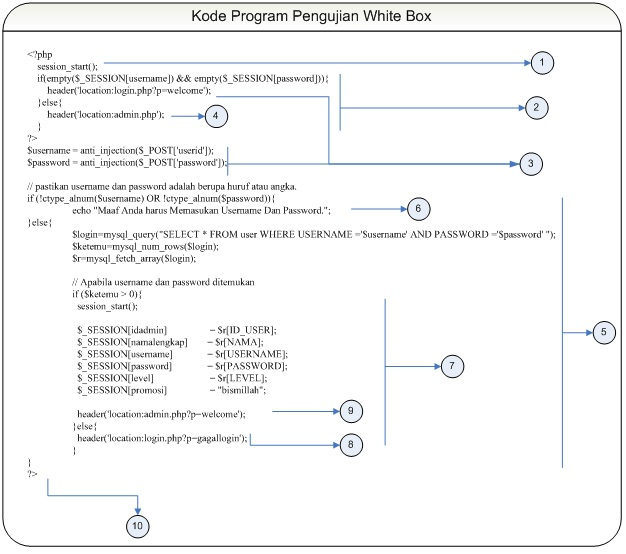 Kode Program Pengujian White Box
<?php
session_start();
1
if(empty($_SESSION[username]) && empty($_SESSION[password])){
header('location:login.php?p=welcome');
2
}else{
header('location:admin.php');
4
}
?>
$username = anti_injection($_POST['userid']);
$password = anti_injection($_POST['password']);
3
// pastikan username dan password adalah berupa huruf atau angka.
if (!ctype_alnum($username) OR !ctype_alnum($password)){
echo "Maaf Anda harus Memasukan Username Dan Password.";
6
}else{
$login=mysql_query("SELECT * FROM user WHERE USERNAME ='$username' AND PASSWORD ='$password' ");
$ketemu=mysql_num_rows($login);
$r=mysql_fetch_array($login);
// Apabila username dan password ditemukan
if ($ketemu > 0){
session_start();
5
$_SESSION[idadmin] = $r[ID_USER];
$_SESSION[namalengkap] = $r[NAMA];
$_SESSION[username] = $r[USERNAME];
$_SESSION[password] = $r[PASSWORD];
7
$_SESSION[level] = $r[LEVEL];
$_SESSION[promosi] = "bismillah";
header('location:admin.php?p=welcome');
9
}else{
header('location:login.php?p=gagallogin');
8
}
}
?>
10